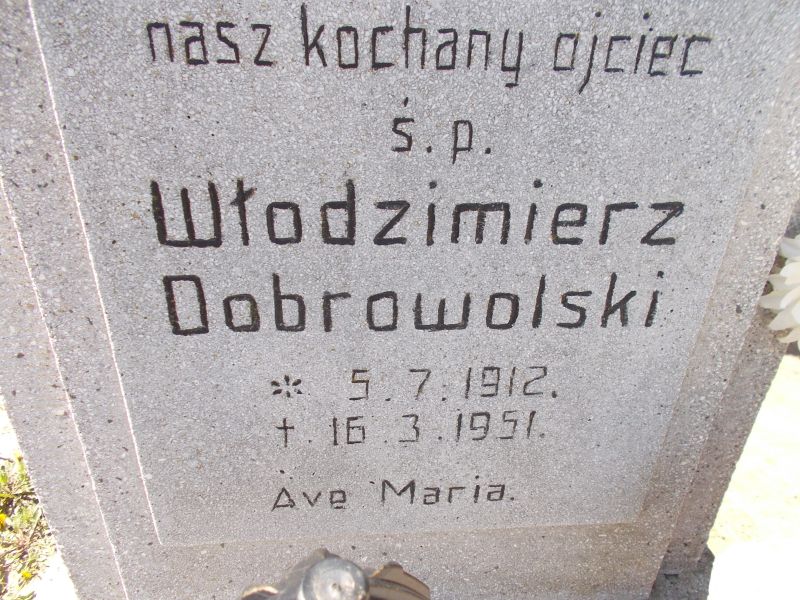 nasz kochany ojciec
ś.p.
Włodzimierz
Dobrowolski
* 5.7.1912.
†.16.3.1951.
Ave Maria.